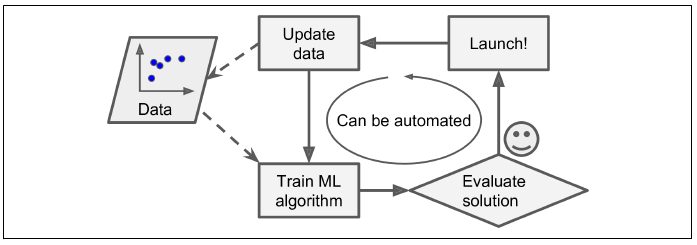 Update
data
Launch!
Data
Can be automated
Train ML
algorithm
Evaluate
solution